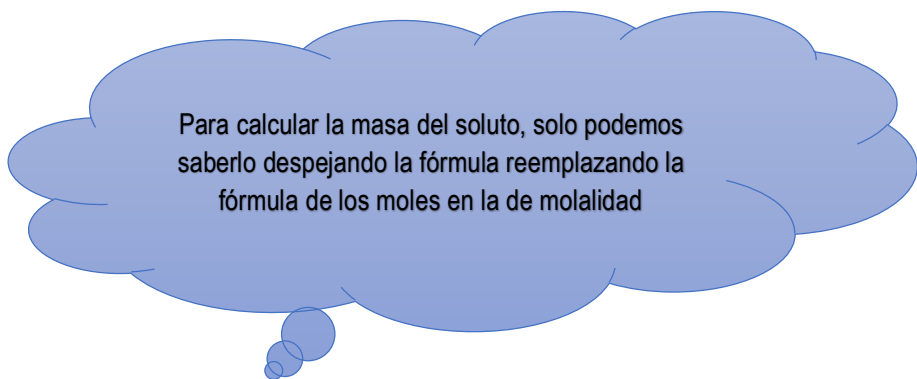 Para calcular la masa del soluto, solo podemos
saberlo despejando la fórmula reemplazando la
fórmula de los moles en la de molalidad